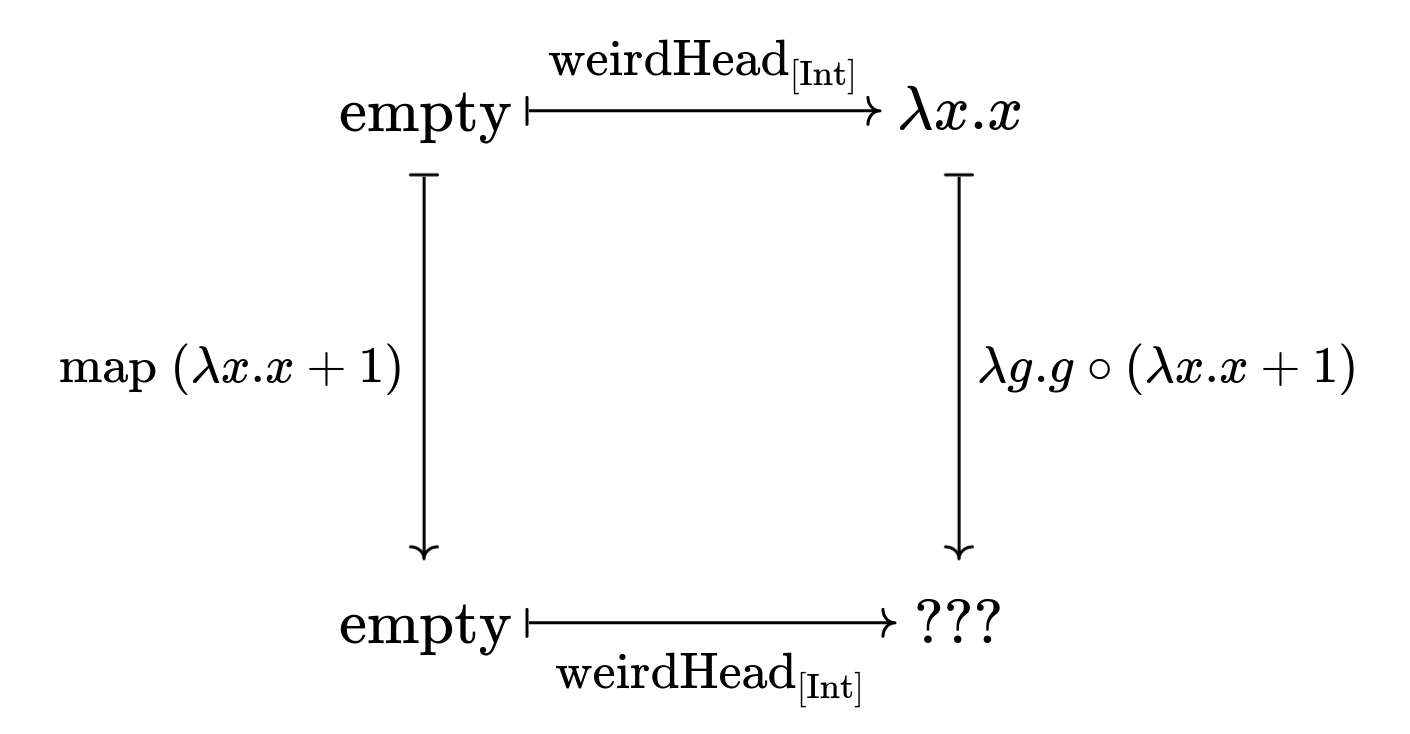 weirdHead[Int]
empty λx.x
map (λx.x + 1) λg.g ∘ (λx.x + 1)
empty ???
weirdHead[Int]